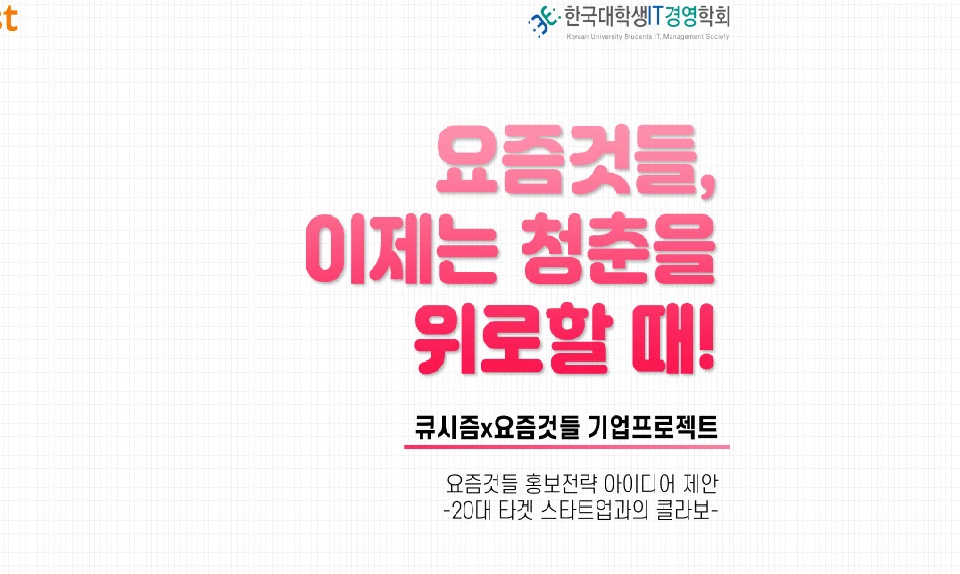 st
한국대학생IT경영학회
Korean University Students IT, Management Society
요즘것들,
이제는 청춘을
위로할 때!
큐시즘x요즘것들 기업프로젝트
요즘것들 홍보전략 아이디어 제안
-20대 타겟 스타트업과의 콜라보-